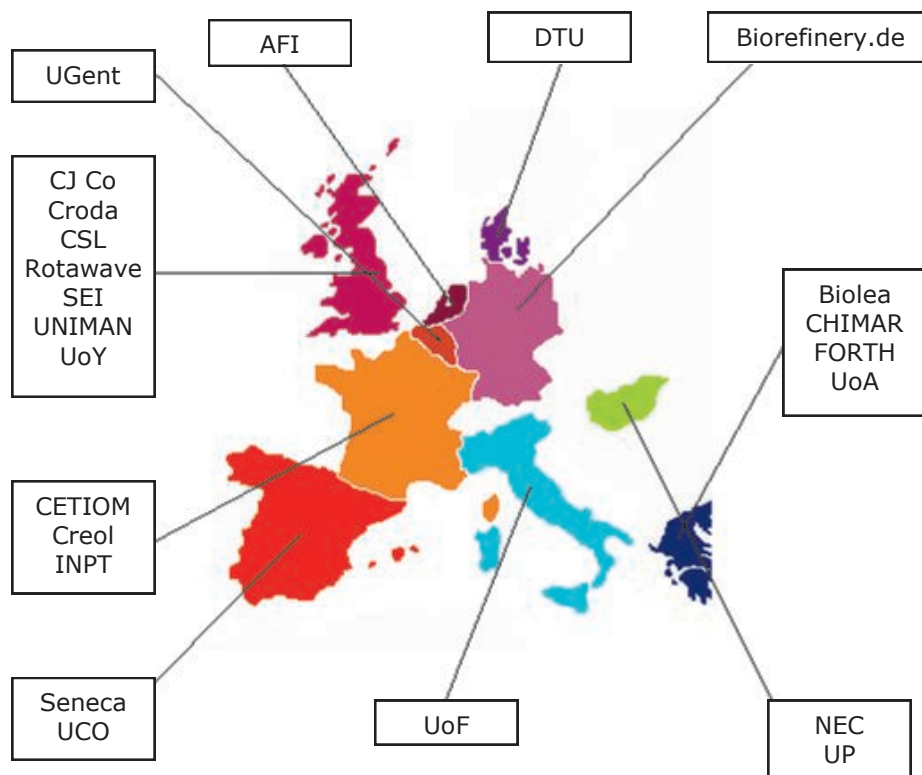 AFI
DTU
Biorefinery.de
UGent
CJ Co
Croda
CSL
Rotawave
SEI
UNIMAN
UoY
Biolea
CHIMAR
FORTH
UoA
CETIOM
Creol
INPT
Seneca
UCO
UoF
NEC
UP